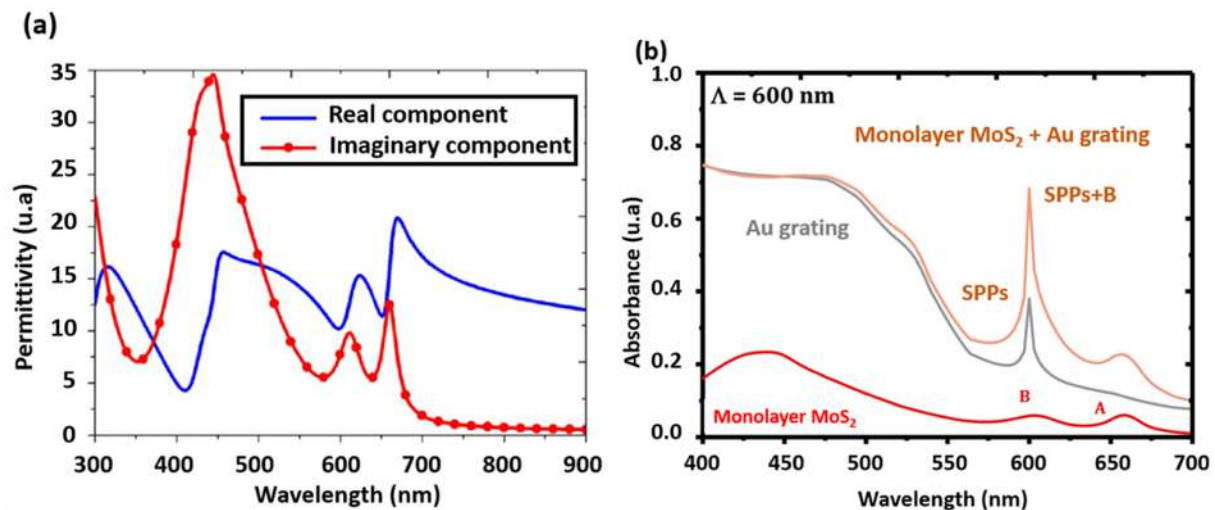 (a)
Permittivity (u.a)
35
30
25
20
15
10
5
0
Real component
Imaginary component
300 400 500 600 700 800 900
Wavelength (nm)
(b)
Absorbance (u.a)
1.0
0.8
0.6
0.4
0.2
0.0
Λ = 600 nm
Monolayer MoS₂ + Au grating
SPPs+B
Au grating
SPPs
B
A
Monolayer MoS₂
400 450 500 550 600 650 700
Wavelength (nm)